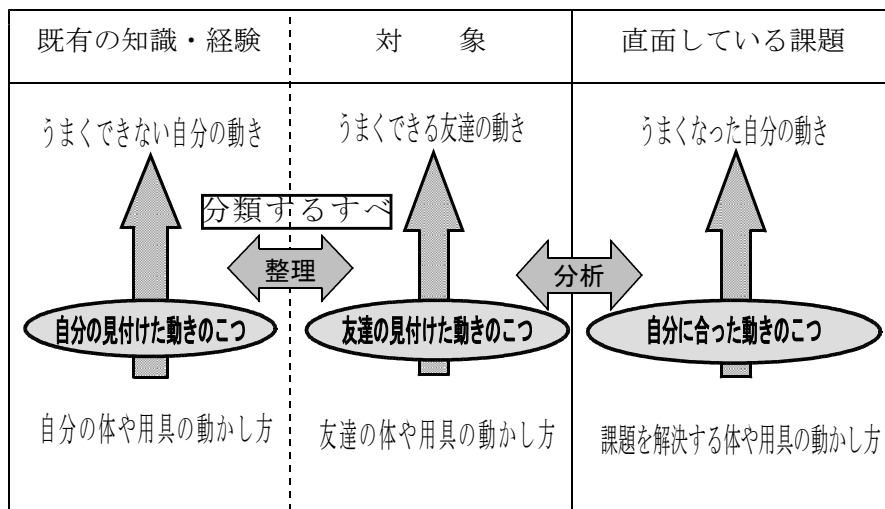 既有の知識・経験
対　　象
直面している課題
うまくできない自分の動き
うまくできる友達の動き
うまくなった自分の動き
分類するすべ
整理
分析
自分の見付けた動きのこつ
友達の見付けた動きのこつ
自分に合った動きのこつ
自分の体や用具の動かし方
友達の体や用具の動かし方
課題を解決する体や用具の動かし方